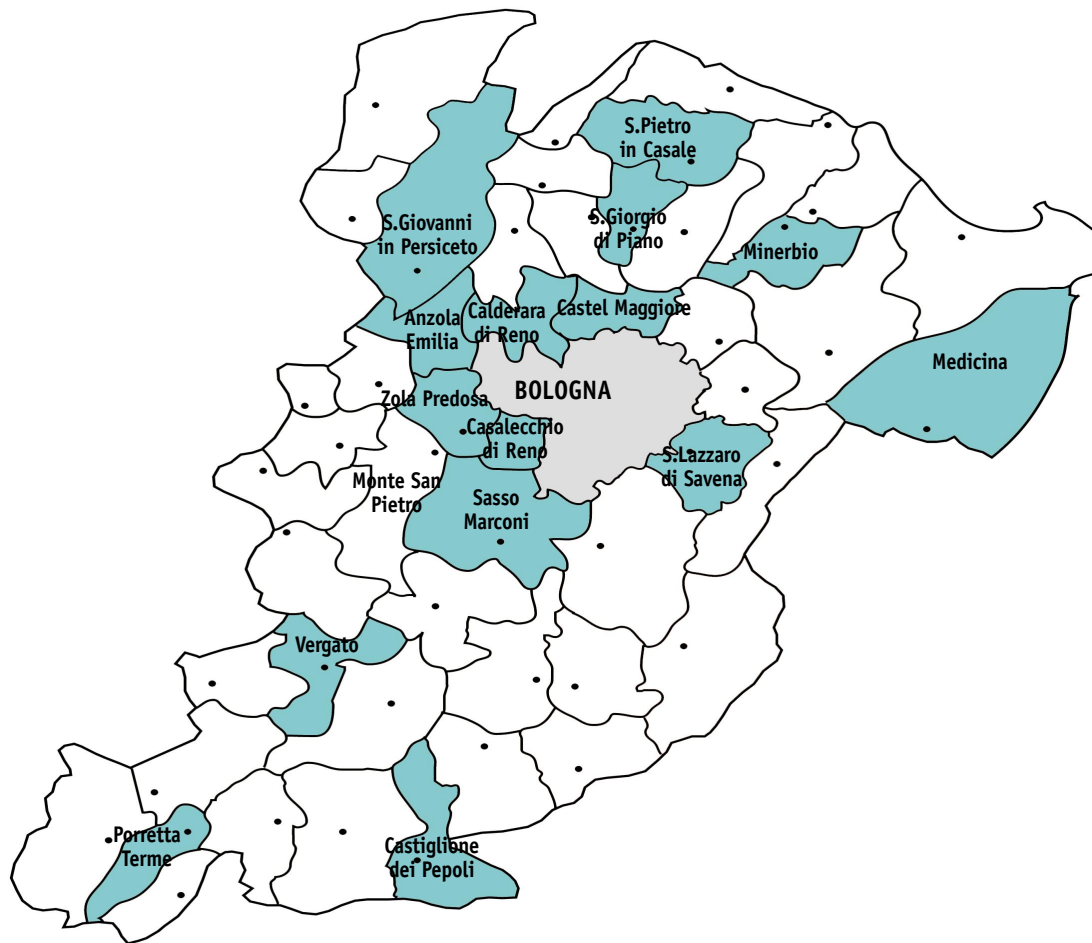 S.Pietro
in Casale
S.Giovanni
in Persiceto
S.Giorgio
di Piano
Minerbio
Anzola
Emilia
Calderara
di Reno
Castel Maggiore
Medicina
BOLOGNA
Zola Predosa
Casalecchio
di Reno
S.Lazzaro
di Savena
Monte San
Pietro
Sasso
Marconi
Vergato
Porretta
Terme
Castiglione
dei Pepoli